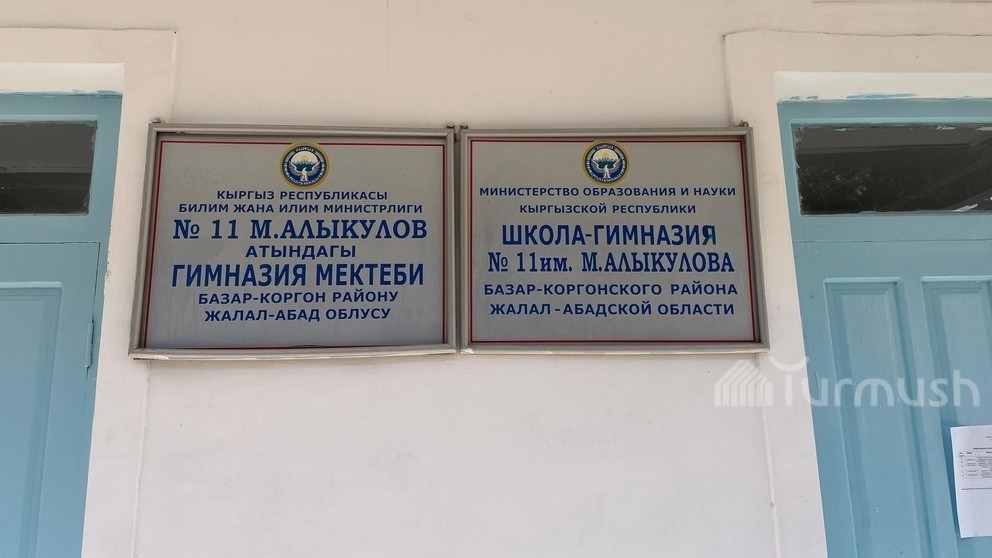 КЫРГЫЗ РЕСПУБЛИКАСЫ
БИЛИМ ЖАНА ИЛИМ МИНИСТРЛИГИ
№ 11 М.АЛЫКУЛОВ
АТЫНДАГЫ
ГИМНАЗИЯ МЕКТЕБИ
БАЗАР-КОРГОН РАЙОНУ
ЖАЛАЛ-АБАД ОБЛУСУ
МИНИСТЕРСТВО ОБРАЗОВАНИЯ И НАУКИ
КЫРГЫЗСКОЙ РЕСПУБЛИКИ
ШКОЛА-ГИМНАЗИЯ
№ 11им. М.АЛЫКУЛОВА
БАЗАР-КОРГОНСКОГО РАЙОНА
ЖАЛАЛ-АБАДСКОЙ ОБЛАСТИ
Turmush